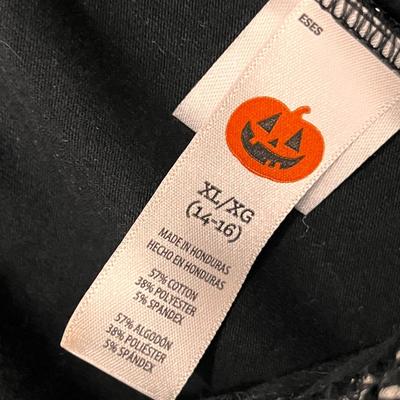 ESES
XL/XG
(14-16)
MADE IN HONDURAS
HECHO EN HONDURAS
57% COTTON
38% POLYESTER
5% SPANDEX
57% ALGODÓN
38% POLIÉSTER
5% SPÁNDEX